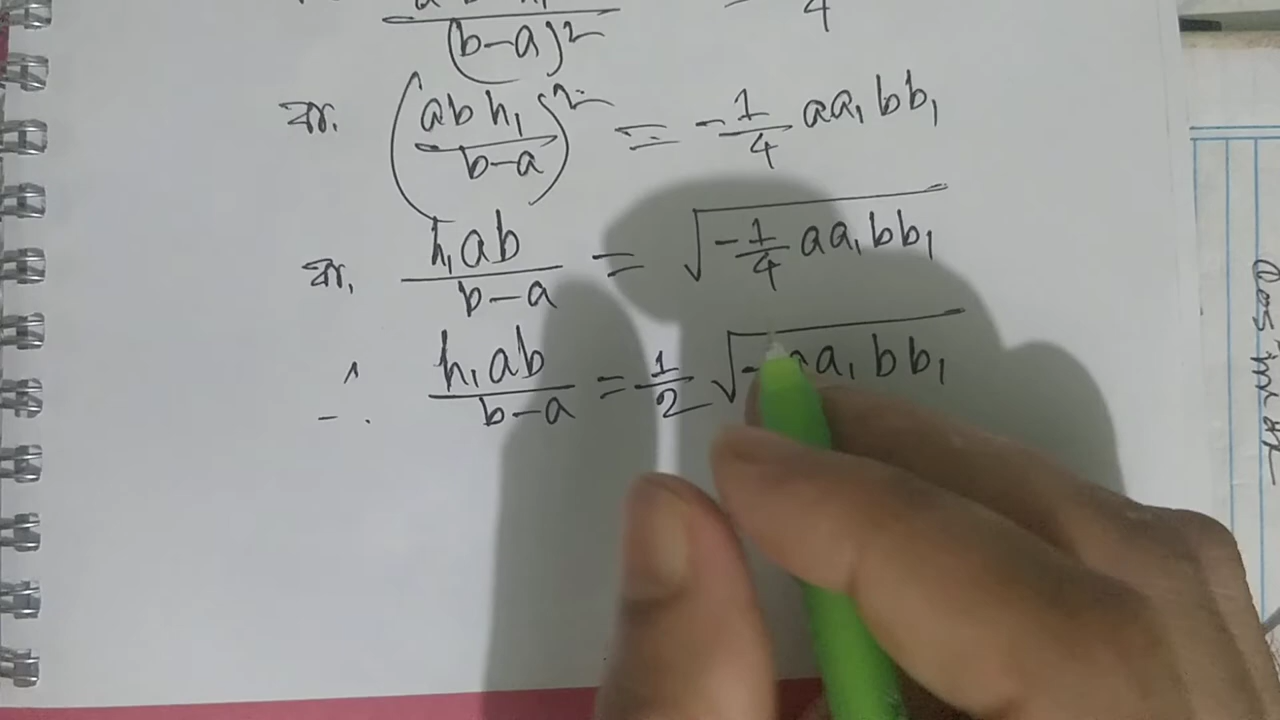 (b-a)² 4
বা, (abh₁/b-a)² = -1/4 aa₁bb₁
বা, h₁ab/b-a = √(-1/4 aa₁bb₁)
∴ h₁ab/b-a = 1/2 √(-aa₁bb₁)